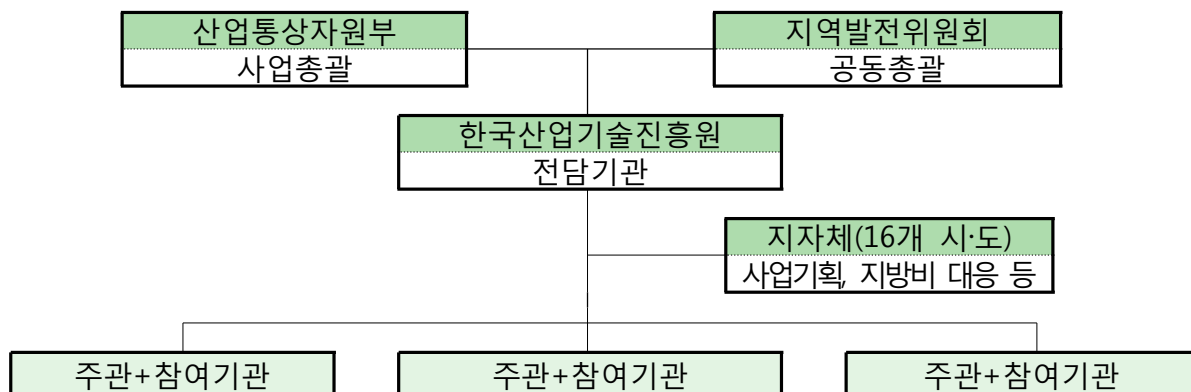 산업통상자원부
사업총괄
지역발전위원회
공동총괄
한국산업기술진흥원
전담기관
지자체(16개 시·도)
사업기획, 지방비 대응 등
주관+참여기관
주관+참여기관
주관+참여기관